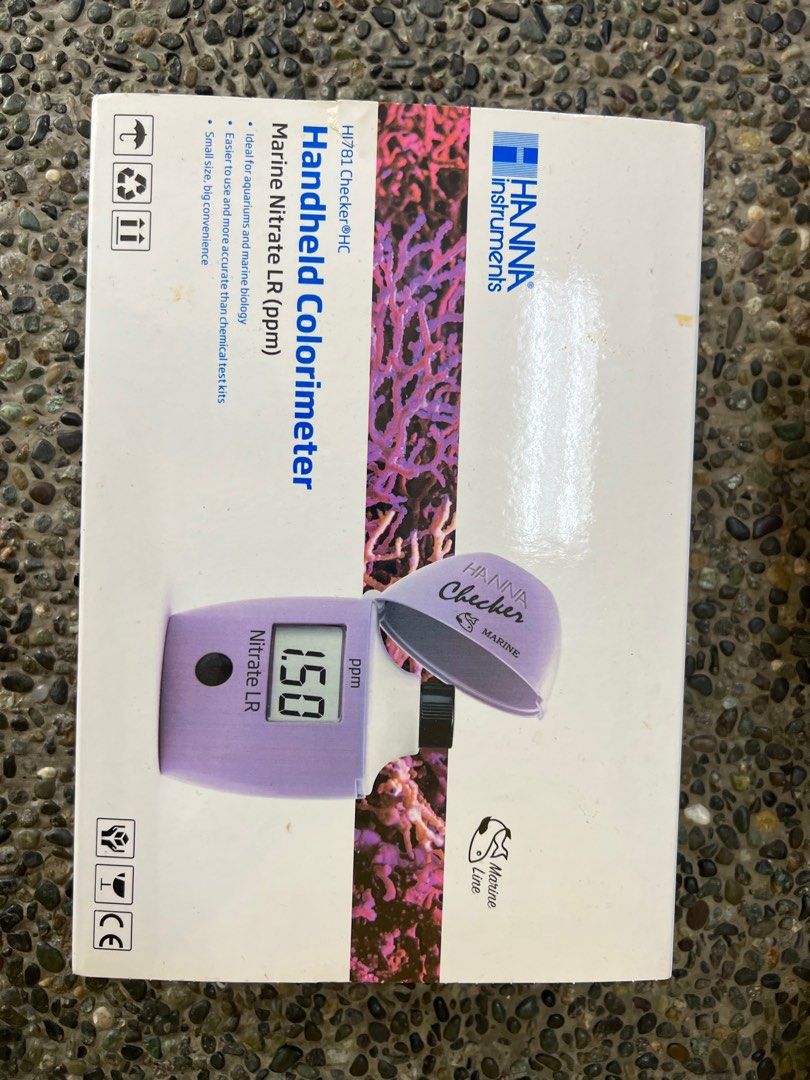 HANNA®
instruments
Marine
Line
HI781 Checker®HC
Handheld Colorimeter
Marine Nitrate LR (ppm)
• Ideal for aquariums and marine biology
• Easier to use and more accurate than chemical test kits
• Small size, big convenience
HANNA
Checker
MARINE
ppm
1.50
Nitrate LR
CE